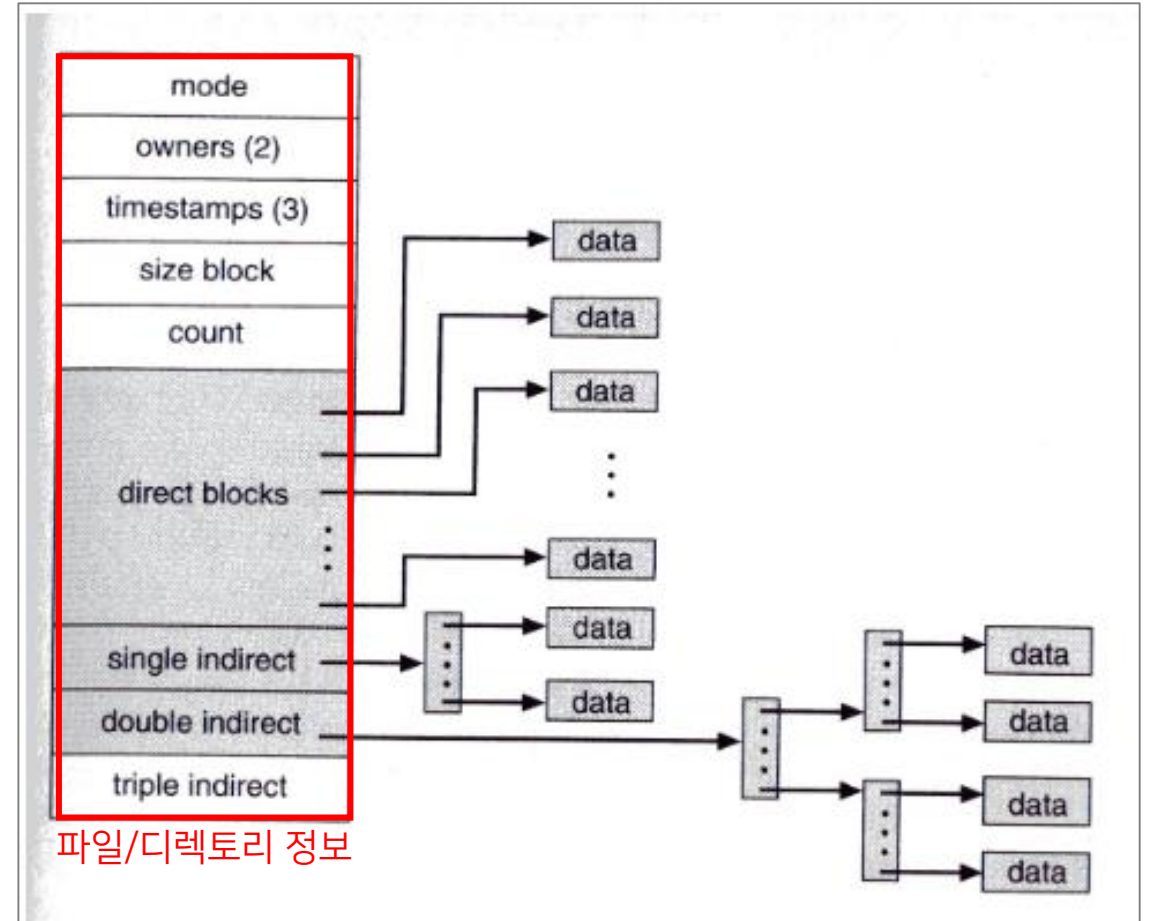 mode
owners (2)
timestamps (3)
size block
count
direct blocks
single indirect
double indirect
triple indirect
data
data
data
data
data
data
data
data
data
data
파일/디렉토리 정보